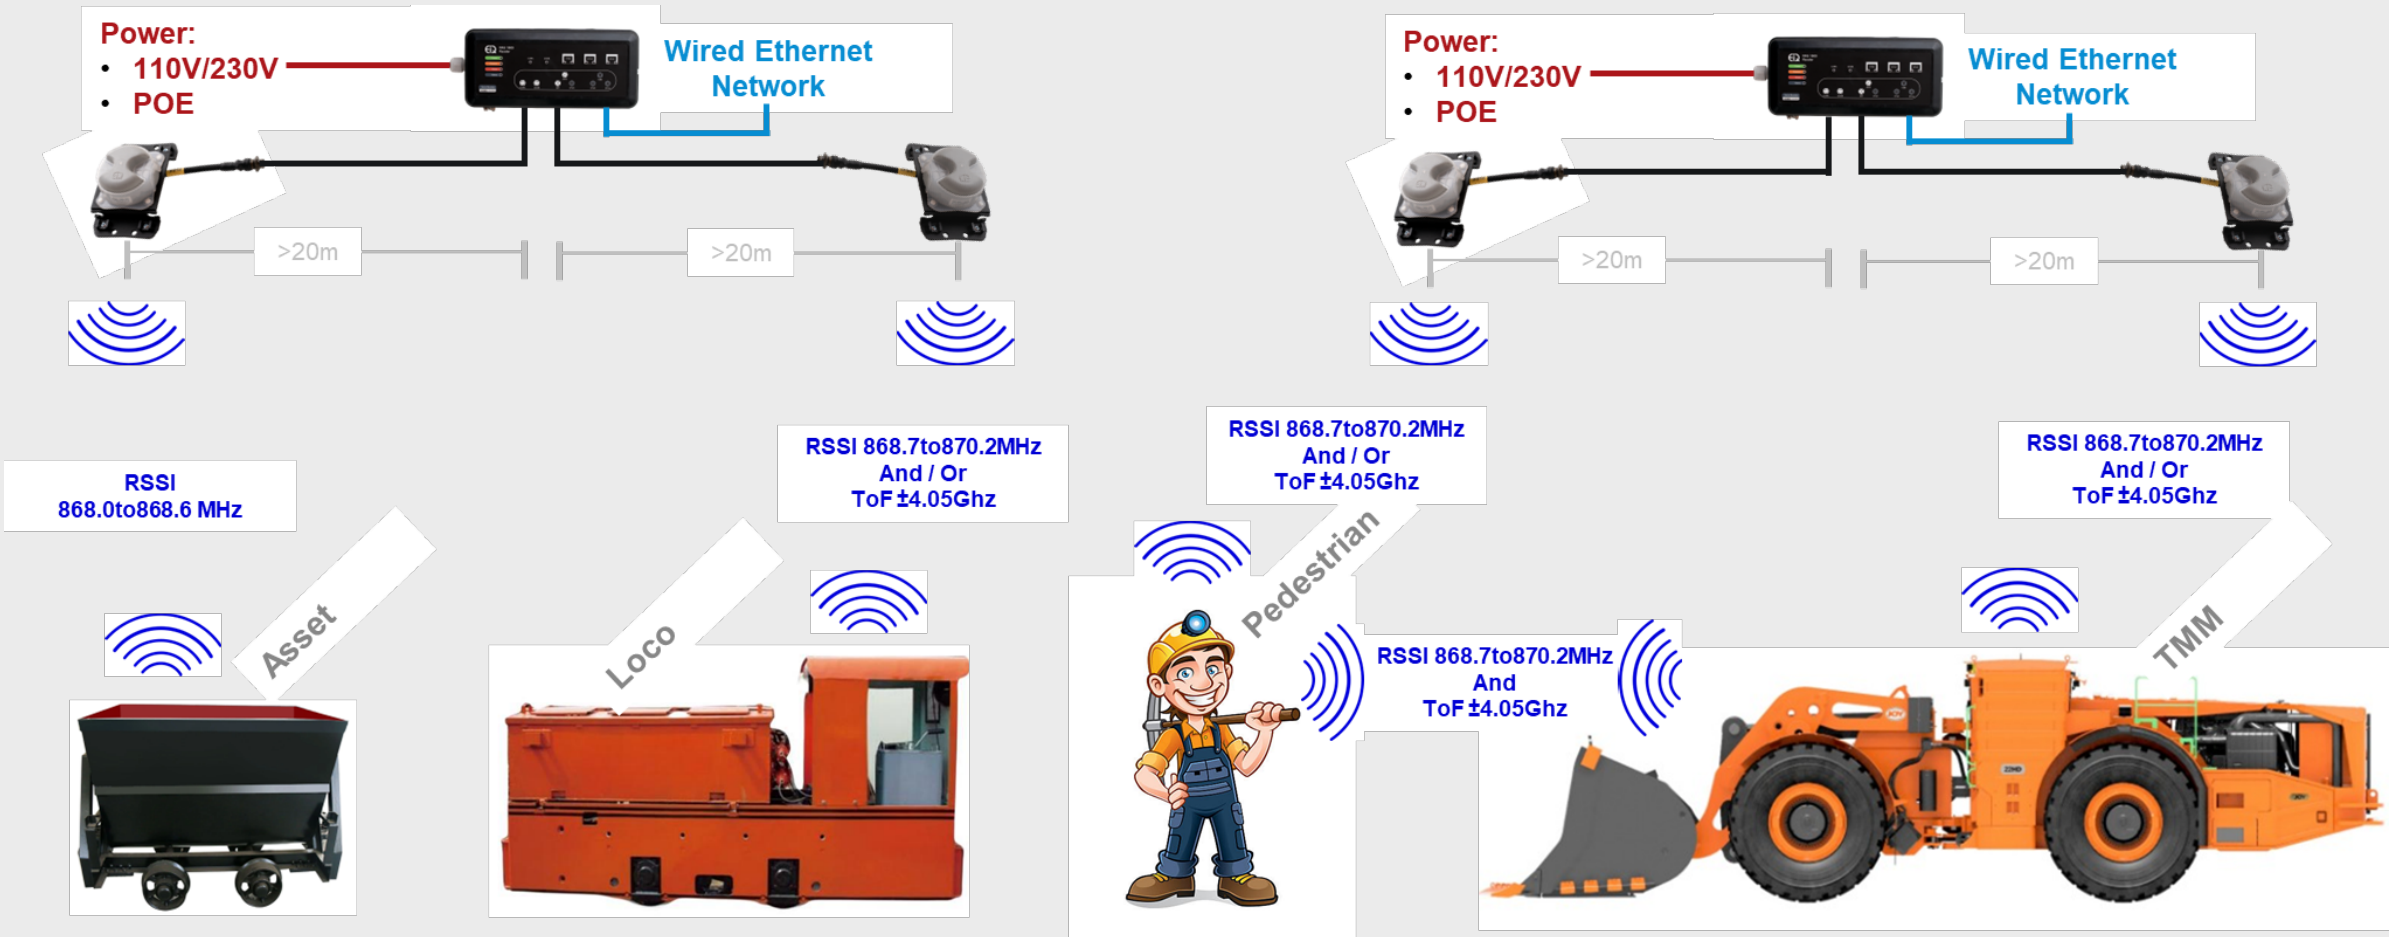 Power:
• 110V/230V
• POE
Wired Ethernet
Network
>20m
>20m
Power:
• 110V/230V
• POE
Wired Ethernet
Network
>20m
>20m
RSSI
868.0to868.6 MHz
RSSI 868.7to870.2MHz
And / Or
ToF ±4.05Ghz
RSSI 868.7to870.2MHz
And / Or
ToF ±4.05Ghz
RSSI 868.7to870.2MHz
And / Or
ToF ±4.05Ghz
Asset
Loco
Pedestrian
RSSI 868.7to870.2MHz
And
ToF ±4.05Ghz
TMM
JOY
22HD